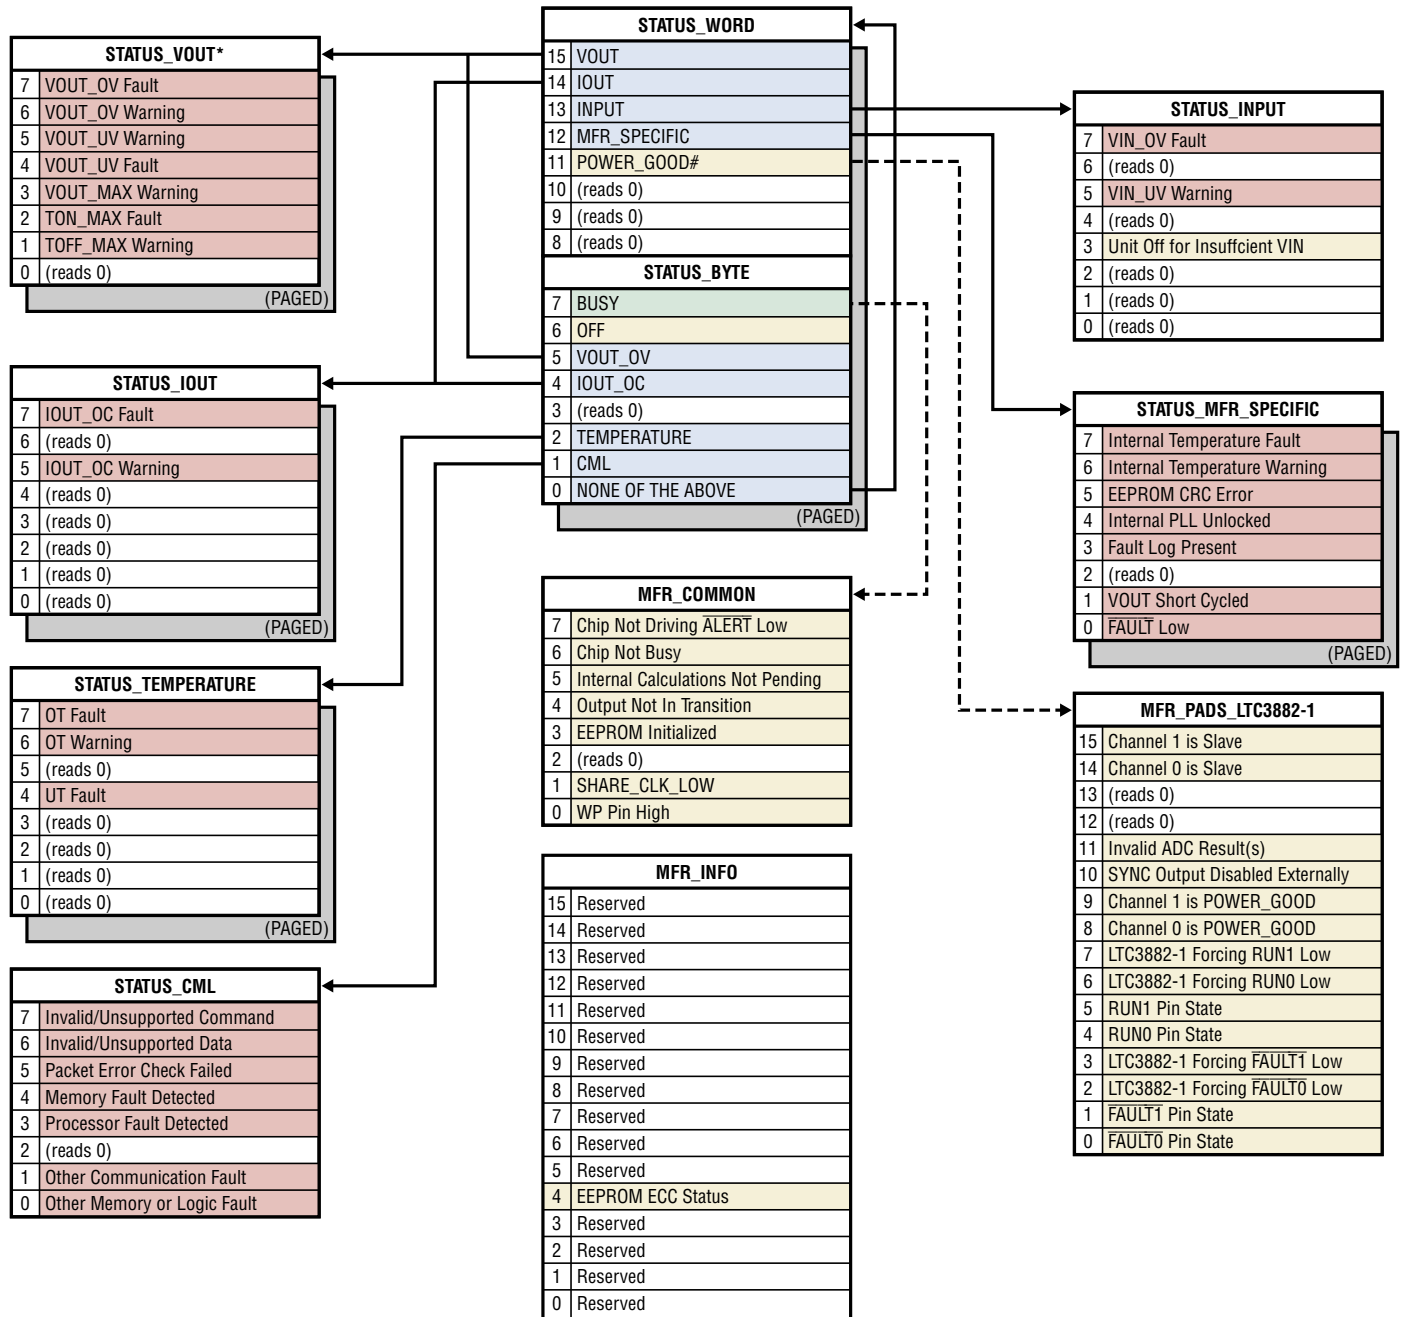 STATUS_VOUT*
7 VOUT_OV Fault
6 VOUT_OV Warning
5 VOUT_UV Warning
4 VOUT_UV Fault
3 VOUT_MAX Warning
2 TON_MAX Fault
1 TOFF_MAX Warning
0 (reads 0)
(PAGED)
STATUS_IOUT
7 IOUT_OC Fault
6 (reads 0)
5 IOUT_OC Warning
4 (reads 0)
3 (reads 0)
2 (reads 0)
1 (reads 0)
0 (reads 0)
(PAGED)
STATUS_TEMPERATURE
7 OT Fault
6 OT Warning
5 (reads 0)
4 UT Fault
3 (reads 0)
2 (reads 0)
1 (reads 0)
0 (reads 0)
(PAGED)
STATUS_CML
7 Invalid/Unsupported Command
6 Invalid/Unsupported Data
5 Packet Error Check Failed
4 Memory Fault Detected
3 Processor Fault Detected
2 (reads 0)
1 Other Communication Fault
0 Other Memory or Logic Fault
STATUS_WORD
15 VOUT
14 IOUT
13 INPUT
12 MFR_SPECIFIC
11 POWER_GOOD#
10 (reads 0)
9 (reads 0)
8 (reads 0)
STATUS_BYTE
7 BUSY
6 OFF
5 VOUT_OV
4 IOUT_OC
3 (reads 0)
2 TEMPERATURE
1 CML
0 NONE OF THE ABOVE
(PAGED)
MFR_COMMON
7 Chip Not Driving ALERT Low
6 Chip Not Busy
5 Internal Calculations Not Pending
4 Output Not In Transition
3 EEPROM Initialized
2 (reads 0)
1 SHARE_CLK_LOW
0 WP Pin High
MFR_INFO
15 Reserved
14 Reserved
13 Reserved
12 Reserved
11 Reserved
10 Reserved
9 Reserved
8 Reserved
7 Reserved
6 Reserved
5 Reserved
4 EEPROM ECC Status
3 Reserved
2 Reserved
1 Reserved
0 Reserved
STATUS_INPUT
7 VIN_OV Fault
6 (reads 0)
5 VIN_UV Warning
4 (reads 0)
3 Unit Off for Insuffcient VIN
2 (reads 0)
1 (reads 0)
0 (reads 0)
STATUS_MFR_SPECIFIC
7 Internal Temperature Fault
6 Internal Temperature Warning
5 EEPROM CRC Error
4 Internal PLL Unlocked
3 Fault Log Present
2 (reads 0)
1 VOUT Short Cycled
0 FAULT Low
(PAGED)
MFR_PADS_LTC3882-1
15 Channel 1 is Slave
14 Channel 0 is Slave
13 (reads 0)
12 (reads 0)
11 Invalid ADC Result(s)
10 SYNC Output Disabled Externally
9 Channel 1 is POWER_GOOD
8 Channel 0 is POWER_GOOD
7 LTC3882-1 Forcing RUN1 Low
6 LTC3882-1 Forcing RUN0 Low
5 RUN1 Pin State
4 RUN0 Pin State
3 LTC3882-1 Forcing FAULT1 Low
2 LTC3882-1 Forcing FAULT0 Low
1 FAULT1 Pin State
0 FAULT0 Pin State